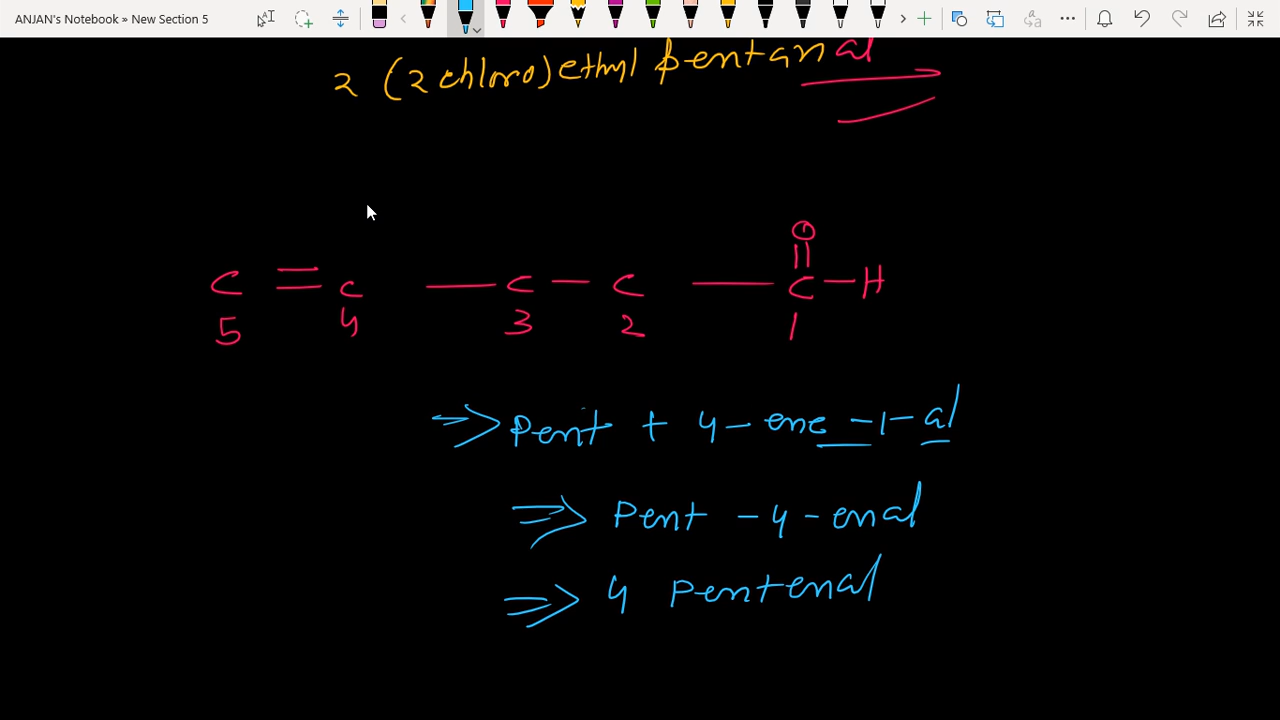 ANJAN's Notebook » New Section 5
2 (2 chloro) ethyl pentanal
O
C = C — C — C — C — H
5 4 3 2 1
⇒ Pent + 4 - ene - 1 - al
⇒ Pent - 4 - enal
⇒ 4 Pentenal